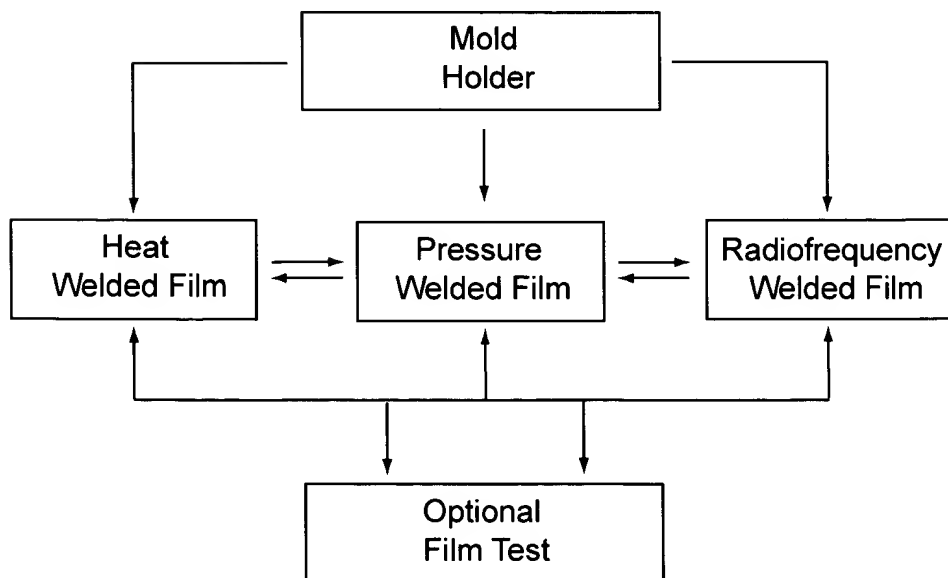 Mold
Holder
Heat
Welded Film
Pressure
Welded Film
Radiofrequency
Welded Film
Optional
Film Test